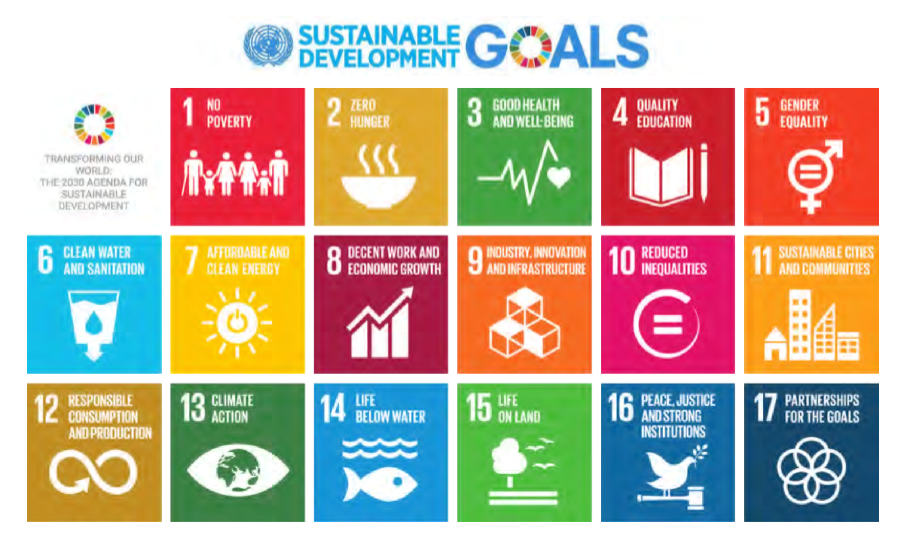 SUSTAINABLE
DEVELOPMENT
GOALS
TRANSFORMING OUR
WORLD:
THE 2030 AGENDA FOR
SUSTAINABLE
DEVELOPMENT
1 NO
POVERTY
2 ZERO
HUNGER
3 GOOD HEALTH
AND WELL-BEING
4 QUALITY
EDUCATION
5 GENDER
EQUALITY
6 CLEAN WATER
AND SANITATION
7 AFFORDABLE AND
CLEAN ENERGY
8 DECENT WORK AND
ECONOMIC GROWTH
9 INDUSTRY, INNOVATION
AND INFRASTRUCTURE
10 REDUCED
INEQUALITIES
11 SUSTAINABLE CITIES
AND COMMUNITIES
12 RESPONSIBLE
CONSUMPTION
AND PRODUCTION
13 CLIMATE
ACTION
14 LIFE
BELOW WATER
15 LIFE
ON LAND
16 PEACE, JUSTICE
AND STRONG
INSTITUTIONS
17 PARTNERSHIPS
FOR THE GOALS